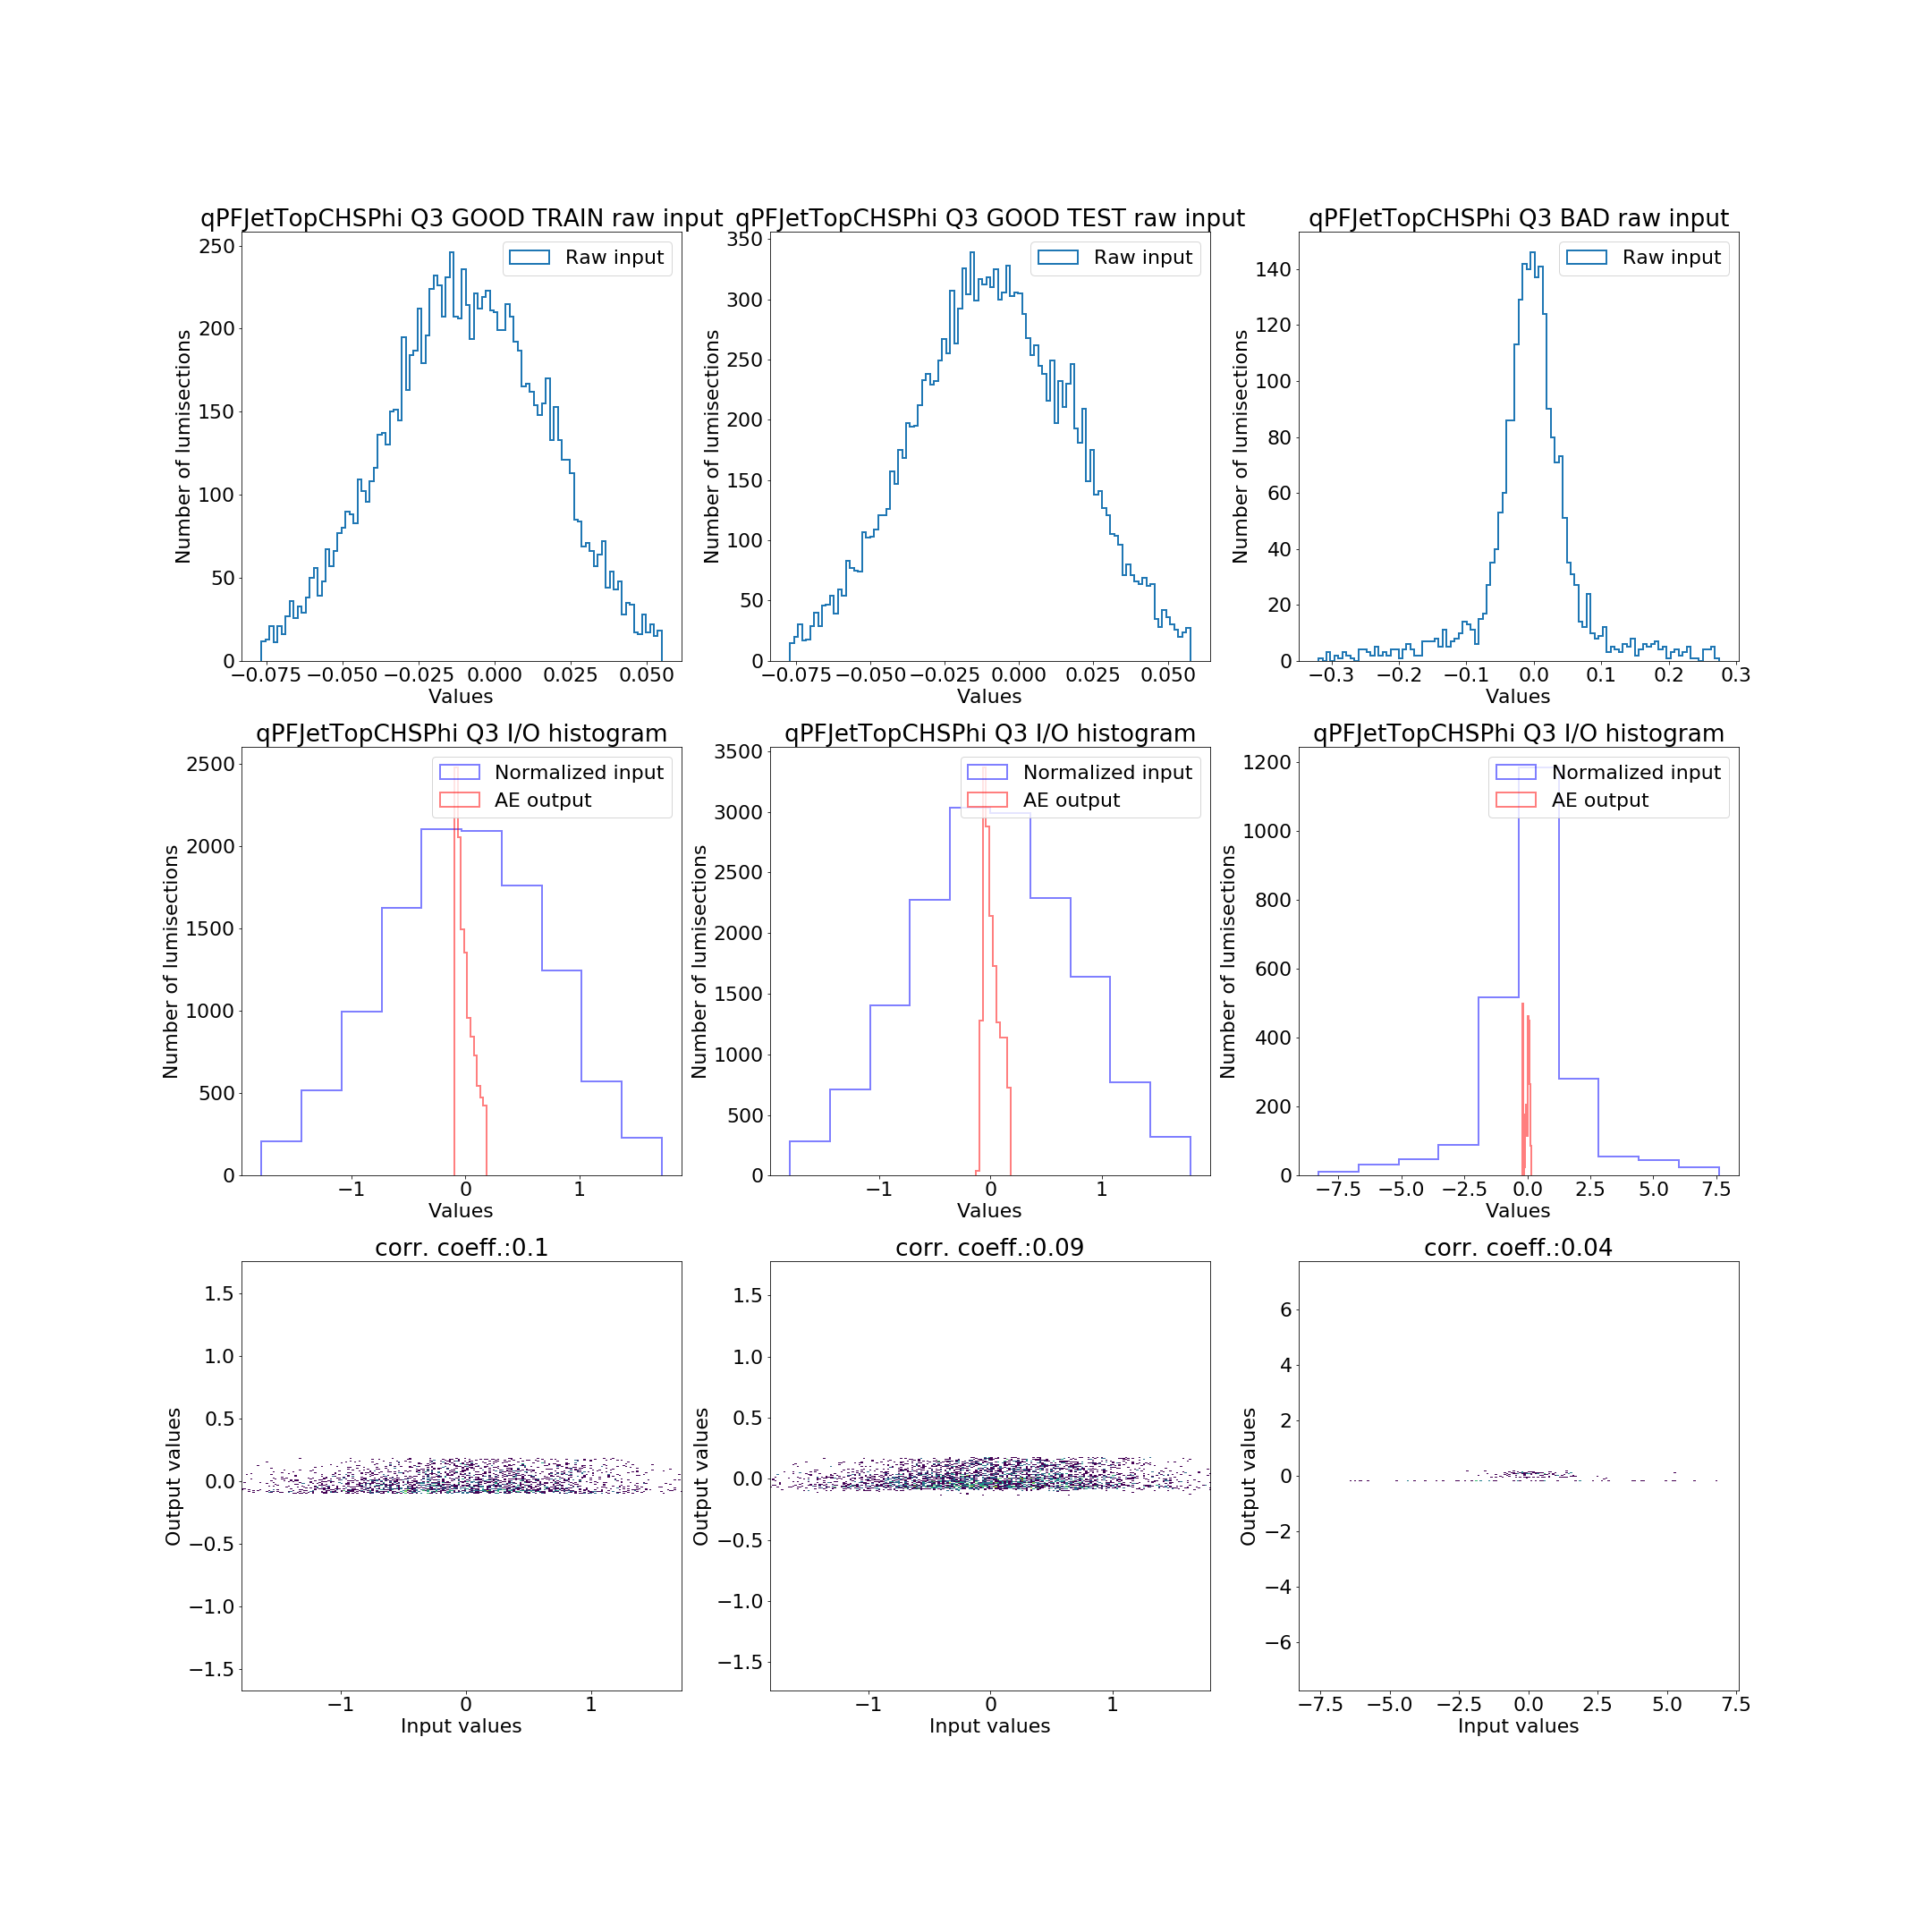 qPFJetTopCHSPhi Q3 GOOD TRAIN raw input
Raw input
Number of lumisections
250
200
150
100
50
0
−0.075 −0.050 −0.025 0.000 0.025 0.050
Values
qPFJetTopCHSPhi Q3 GOOD TEST raw input
Raw input
Number of lumisections
350
300
250
200
150
100
50
0
−0.075 −0.050 −0.025 0.000 0.025 0.050
Values
qPFJetTopCHSPhi Q3 BAD raw input
Raw input
Number of lumisections
140
120
100
80
60
40
20
0
−0.3 −0.2 −0.1 0.0 0.1 0.2 0.3
Values
qPFJetTopCHSPhi Q3 I/O histogram
Normalized input
AE output
Number of lumisections
2500
2000
1500
1000
500
0
−1 0 1
Values
qPFJetTopCHSPhi Q3 I/O histogram
Normalized input
AE output
Number of lumisections
3500
3000
2500
2000
1500
1000
500
0
−1 0 1
Values
qPFJetTopCHSPhi Q3 I/O histogram
Normalized input
AE output
Number of lumisections
1200
1000
800
600
400
200
0
−7.5 −5.0 −2.5 0.0 2.5 5.0 7.5
Values
corr. coeff.:0.1
Output values
1.5
1.0
0.5
0.0
−0.5
−1.0
−1.5
−1 0 1
Input values
corr. coeff.:0.09
Output values
1.5
1.0
0.5
0.0
−0.5
−1.0
−1.5
−1 0 1
Input values
corr. coeff.:0.04
Output values
6
4
2
0
−2
−4
−6
−7.5 −5.0 −2.5 0.0 2.5 5.0 7.5
Input values